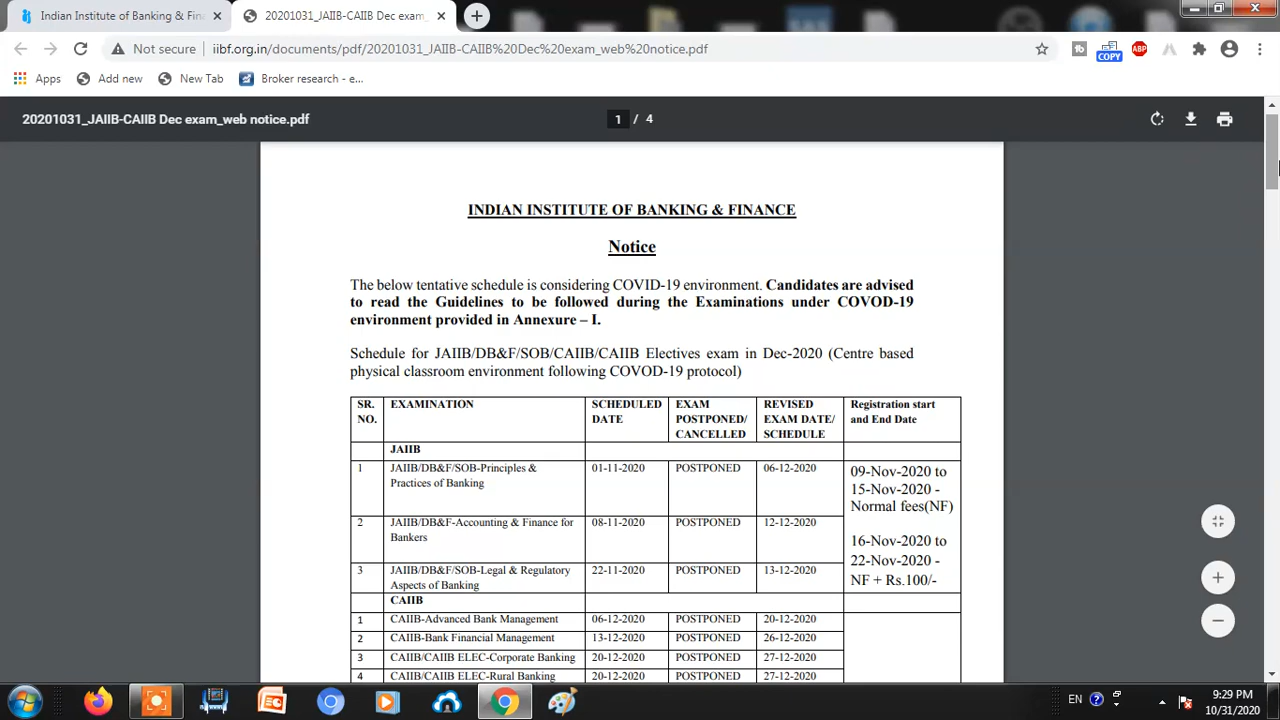 Indian Institute of Banking & Fina
20201031_JAIIB-CAIIB Dec exam_
Not secure
iibf.org.in/documents/pdf/20201031_JAIIB-CAIIB%20Dec%20exam_web%20notice.pdf
COPY
ABP
Apps
Add new
New Tab
Broker research - e...
20201031_JAIIB-CAIIB Dec exam_web notice.pdf
1 / 4
INDIAN INSTITUTE OF BANKING & FINANCE
Notice
The below tentative schedule is considering COVID-19 environment. Candidates are advised
to read the Guidelines to be followed during the Examinations under COVOD-19
environment provided in Annexure – I.
Schedule for JAIIB/DB&F/SOB/CAIIB/CAIIB Electives exam in Dec-2020 (Centre based
physical classroom environment following COVOD-19 protocol)
SR. NO.
EXAMINATION
SCHEDULED DATE
EXAM POSTPONED/ CANCELLED
REVISED EXAM DATE/ SCHEDULE
Registration start and End Date
JAIIB
1 JAIIB/DB&F/SOB-Principles & Practices of Banking 01-11-2020 POSTPONED 06-12-2020
2 JAIIB/DB&F-Accounting & Finance for Bankers 08-11-2020 POSTPONED 12-12-2020
3 JAIIB/DB&F/SOB-Legal & Regulatory Aspects of Banking 22-11-2020 POSTPONED 13-12-2020
09-Nov-2020 to
15-Nov-2020 -
Normal fees(NF)
16-Nov-2020 to
22-Nov-2020 -
NF + Rs.100/-
CAIIB
1 CAIIB-Advanced Bank Management 06-12-2020 POSTPONED 20-12-2020
2 CAIIB-Bank Financial Management 13-12-2020 POSTPONED 26-12-2020
3 CAIIB/CAIIB ELEC-Corporate Banking 20-12-2020 POSTPONED 27-12-2020
4 CAIIB/CAIIB ELEC-Rural Banking 20-12-2020 POSTPONED 27-12-2020
EN
9:29 PM
10/31/2020